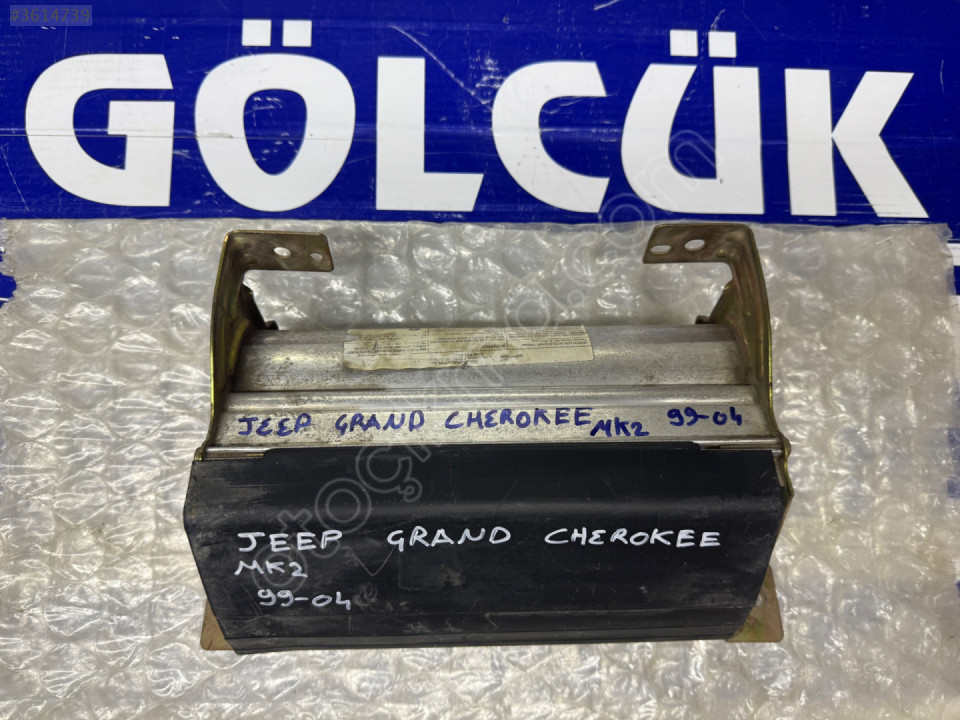 #3614739
GÖLCÜK
JEEP GRAND CHEROKEE MK2 99-04
JEEP GRAND CHEROKEE
MK2
99-04